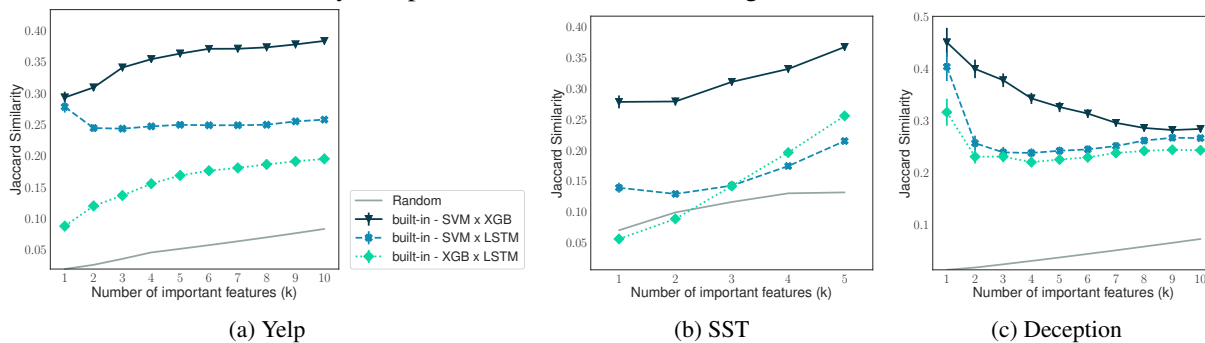 Jaccard Similarity
0.40
0.35
0.30
0.25
0.20
0.15
0.10
0.05
1 2 3 4 5 6 7 8 9 10
Number of important features (k)
(a) Yelp
Random
built-in - SVM x XGB
built-in - SVM x LSTM
built-in - XGB x LSTM
Jaccard Similarity
0.40
0.35
0.30
0.25
0.20
0.15
0.10
0.05
1 2 3 4 5
Number of important features (k)
(b) SST
Jaccard Similarity
0.5
0.4
0.3
0.2
0.1
1 2 3 4 5 6 7 8 9 10
Number of important features (k)
(c) Deception